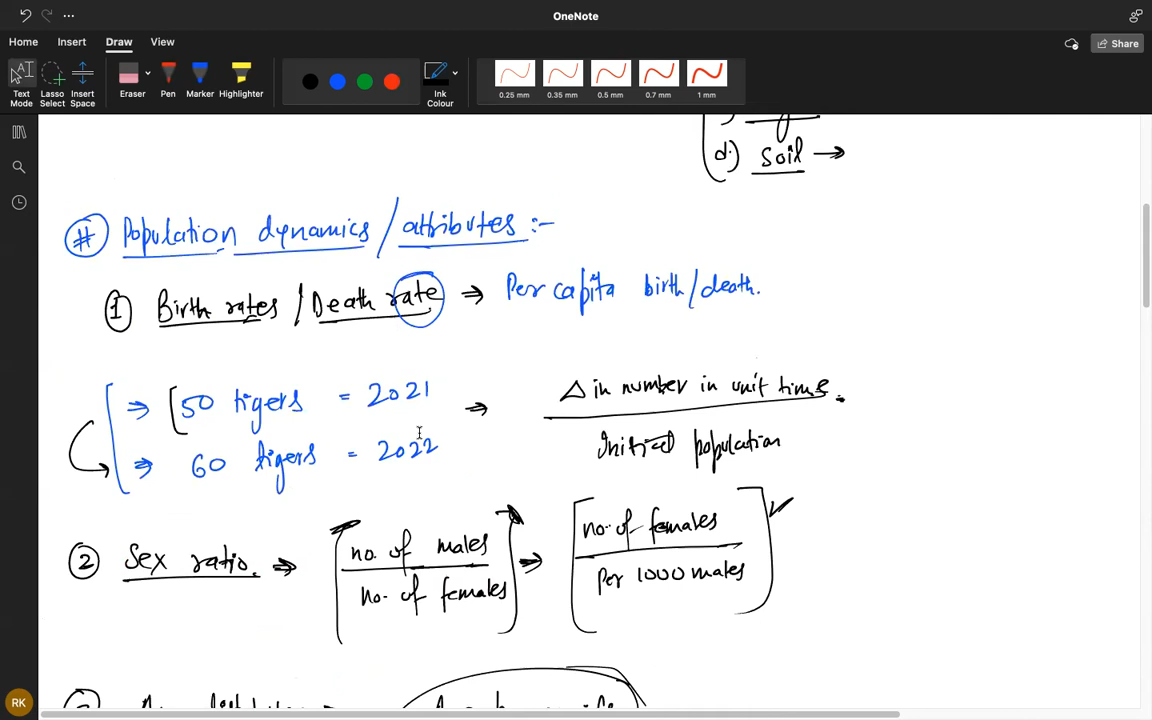 OneNote
Home Insert Draw View
Share
Text Mode
Lasso Select
Insert Space
Eraser
Pen
Marker
Highlighter
Ink Colour
0.25 mm 0.35 mm 0.5 mm 0.7 mm 1 mm
d.) soil →
# Population dynamics / attributes :-
① Birth rates / Death rate ⇒ Per capita birth/death.
⇒ 50 tigers = 2021 ⇒ Δ in number in unit time.
Initial population
⇒ 60 tigers = 2022
② Sex ratio. ⇒ [no. of males / no. of females] ⇒ [no. of females / per 1000 males] ✓
RK